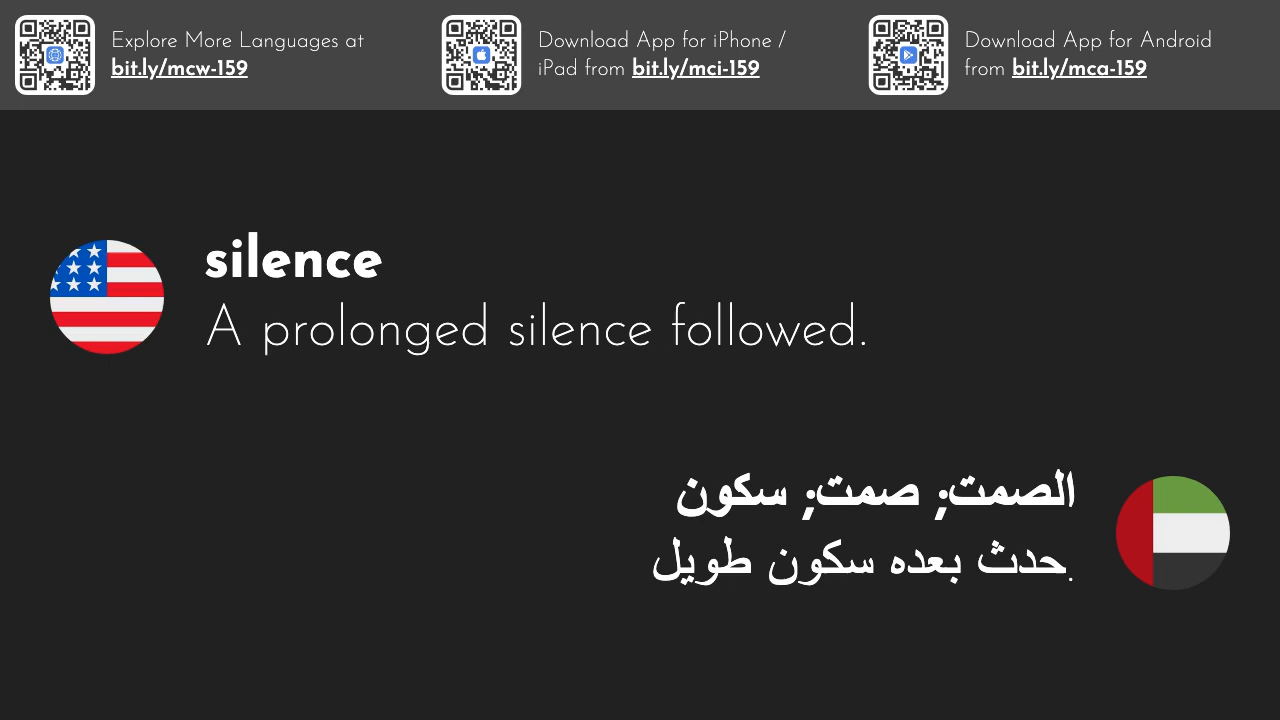 Explore More Languages at
bit.ly/mcw-159
Download App for iPhone /
iPad from bit.ly/mci-159
Download App for Android
from bit.ly/mca-159
silence
A prolonged silence followed.
الصمت; صمت; سكون
حدث بعده سكون طويل.